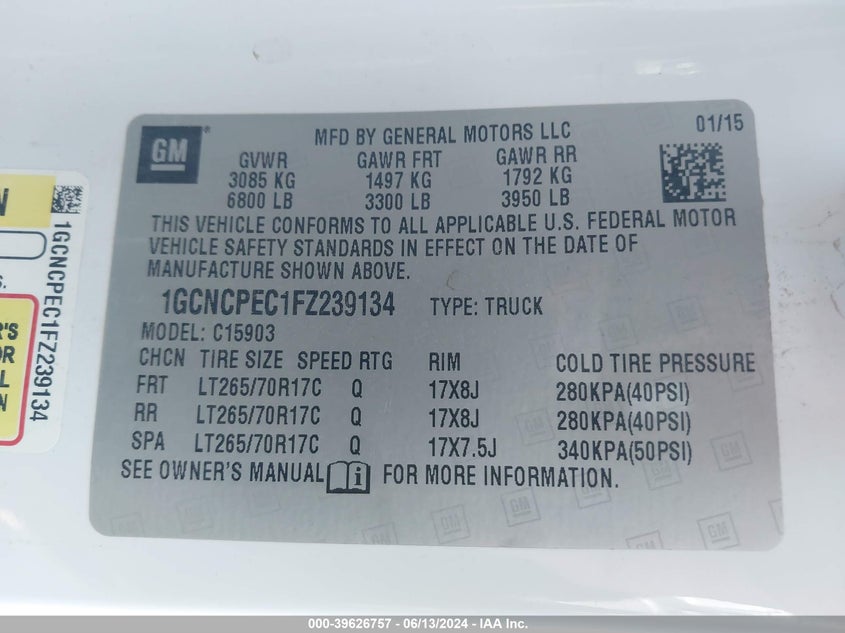 GM
MFD BY GENERAL MOTORS LLC 01/15
GVWR GAWR FRT GAWR RR
3085 KG 1497 KG 1792 KG
6800 LB 3300 LB 3950 LB
THIS VEHICLE CONFORMS TO ALL APPLICABLE U.S. FEDERAL MOTOR
VEHICLE SAFETY STANDARDS IN EFFECT ON THE DATE OF
MANUFACTURE SHOWN ABOVE.
1GCNCPEC1FZ239134 TYPE: TRUCK
MODEL: C15903
CHCN TIRE SIZE SPEED RTG RIM COLD TIRE PRESSURE
FRT LT265/70R17C Q 17X8J 280KPA(40PSI)
RR LT265/70R17C Q 17X8J 280KPA(40PSI)
SPA LT265/70R17C Q 17X7.5J 340KPA(50PSI)
SEE OWNER'S MANUAL FOR MORE INFORMATION.
1GCNCPEC1FZ239134
000-39626757 - 06/13/2024 - IAA Inc.